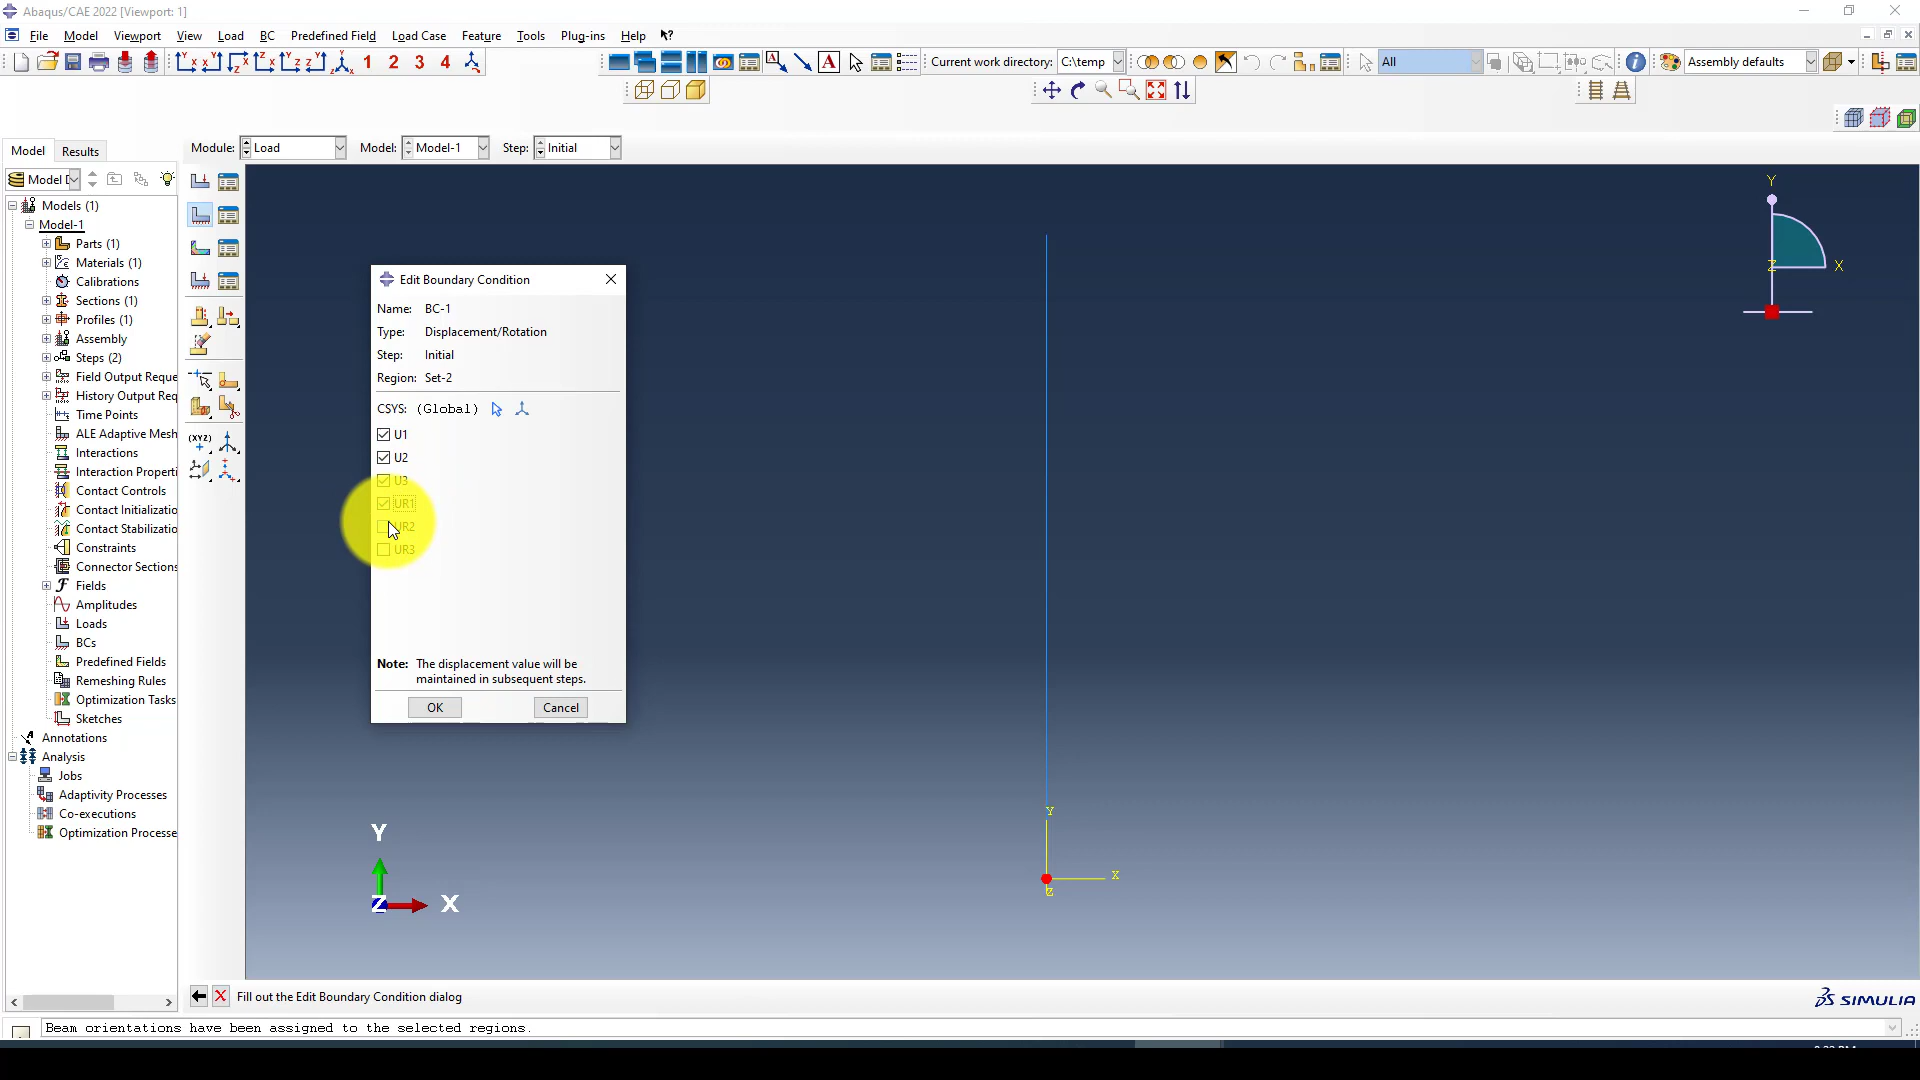 Abaqus/CAE 2022 [Viewport: 1]
File Model Viewport View Load BC Predefined Field Load Case Feature Tools Plug-ins Help
1 2 3 4 A A Current work directory: C:\temp All Assembly defaults
Model Results
Module: Load Model: Model-1 Step: Initial
Model D
Models (1)
Model-1
Parts (1)
Materials (1)
Calibrations
Sections (1)
Profiles (1)
Assembly
Steps (2)
Field Output Reque
History Output Req
Time Points
ALE Adaptive Mesh
Interactions
Interaction Properti
Contact Controls
Contact Initializatio
Contact Stabilizatio
Constraints
Connector Sections
Fields
Amplitudes
Loads
BCs
Predefined Fields
Remeshing Rules
Optimization Tasks
Sketches
Annotations
Analysis
Jobs
Adaptivity Processes
Co-executions
Optimization Processe
(XYZ)
Edit Boundary Condition
Name: BC-1
Type: Displacement/Rotation
Step: Initial
Region: Set-2
CSYS: (Global)
U1
U2
U3
UR1
UR2
UR3
Note: The displacement value will be
maintained in subsequent steps.
OK Cancel
Y
Z X
Y
X
Z
Y
Z X
Fill out the Edit Boundary Condition dialog
SIMULIA
Beam orientations have been assigned to the selected regions.